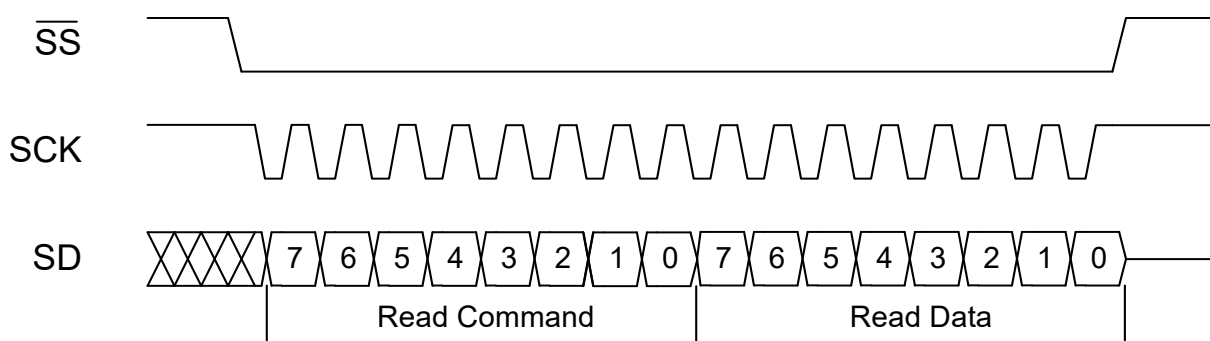 S̅S̅
SCK
SD 7 6 5 4 3 2 1 0 7 6 5 4 3 2 1 0
Read Command Read Data